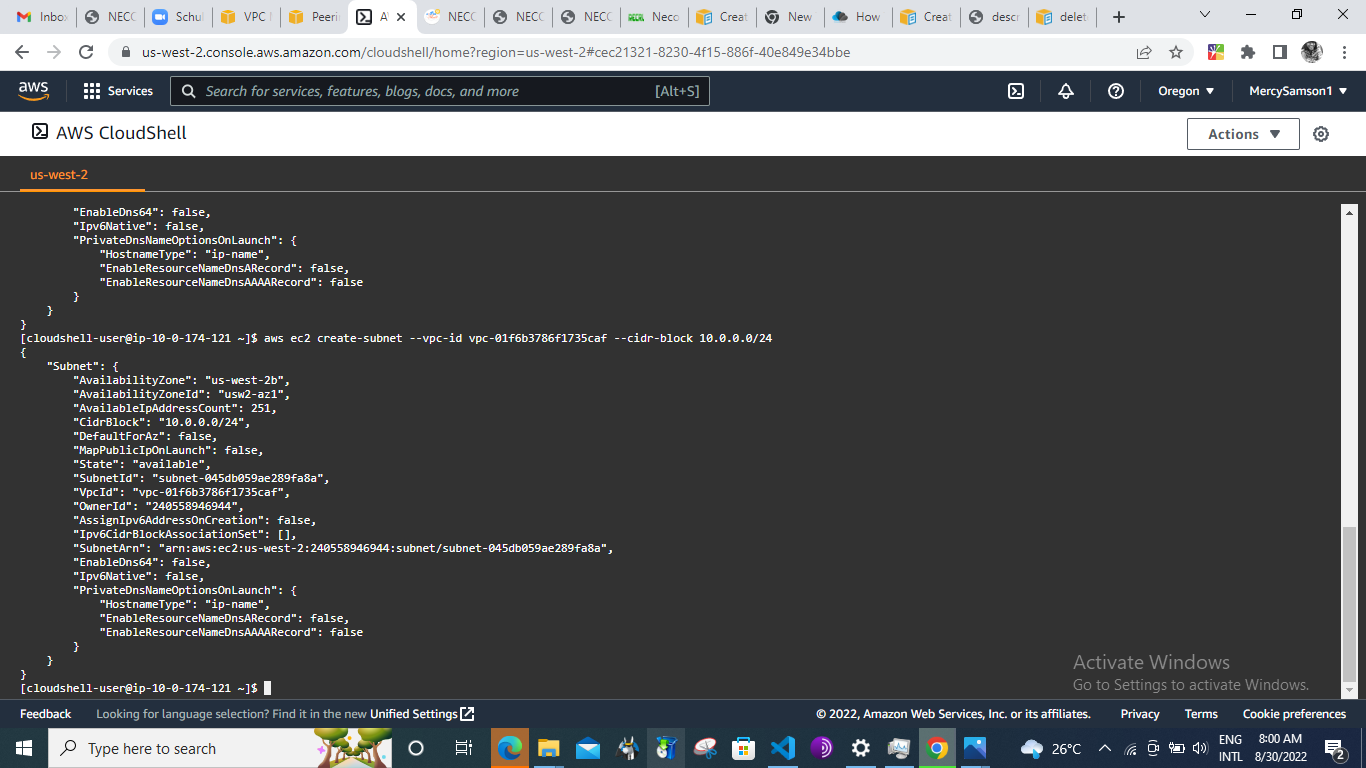 Inbox
NECC
Schu
VPC
Peerin
NECC
NECC
NECC
Neco
Creat
New
How
Creat
descr
delet
us-west-2.console.aws.amazon.com/cloudshell/home?region=us-west-2#cec21321-8230-4f15-886f-40e849e34bbe
aws
Services
Search for services, features, blogs, docs, and more
[Alt+S]
Oregon
MercySamson1
AWS CloudShell
Actions
us-west-2
"EnableDns64": false,
"Ipv6Native": false,
"PrivateDnsNameOptionsOnLaunch": {
"HostnameType": "ip-name",
"EnableResourceNameDnsARecord": false,
"EnableResourceNameDnsAAAARecord": false
}
}
}
[cloudshell-user@ip-10-0-174-121 ~]$ aws ec2 create-subnet --vpc-id vpc-01f6b3786f1735caf --cidr-block 10.0.0.0/24
{
"Subnet": {
"AvailabilityZone": "us-west-2b",
"AvailabilityZoneId": "usw2-az1",
"AvailableIpAddressCount": 251,
"CidrBlock": "10.0.0.0/24",
"DefaultForAz": false,
"MapPublicIpOnLaunch": false,
"State": "available",
"SubnetId": "subnet-045db059ae289fa8a",
"VpcId": "vpc-01f6b3786f1735caf",
"OwnerId": "240558946944",
"AssignIpv6AddressOnCreation": false,
"Ipv6CidrBlockAssociationSet": [],
"SubnetArn": "arn:aws:ec2:us-west-2:240558946944:subnet/subnet-045db059ae289fa8a",
"EnableDns64": false,
"Ipv6Native": false,
"PrivateDnsNameOptionsOnLaunch": {
"HostnameType": "ip-name",
"EnableResourceNameDnsARecord": false,
"EnableResourceNameDnsAAAARecord": false
}
}
}
[cloudshell-user@ip-10-0-174-121 ~]$
Activate Windows
Go to Settings to activate Windows.
Feedback
Looking for language selection? Find it in the new Unified Settings
© 2022, Amazon Web Services, Inc. or its affiliates.
Privacy
Terms
Cookie preferences
Type here to search
26°C
ENG
INTL
8:00 AM
8/30/2022
2